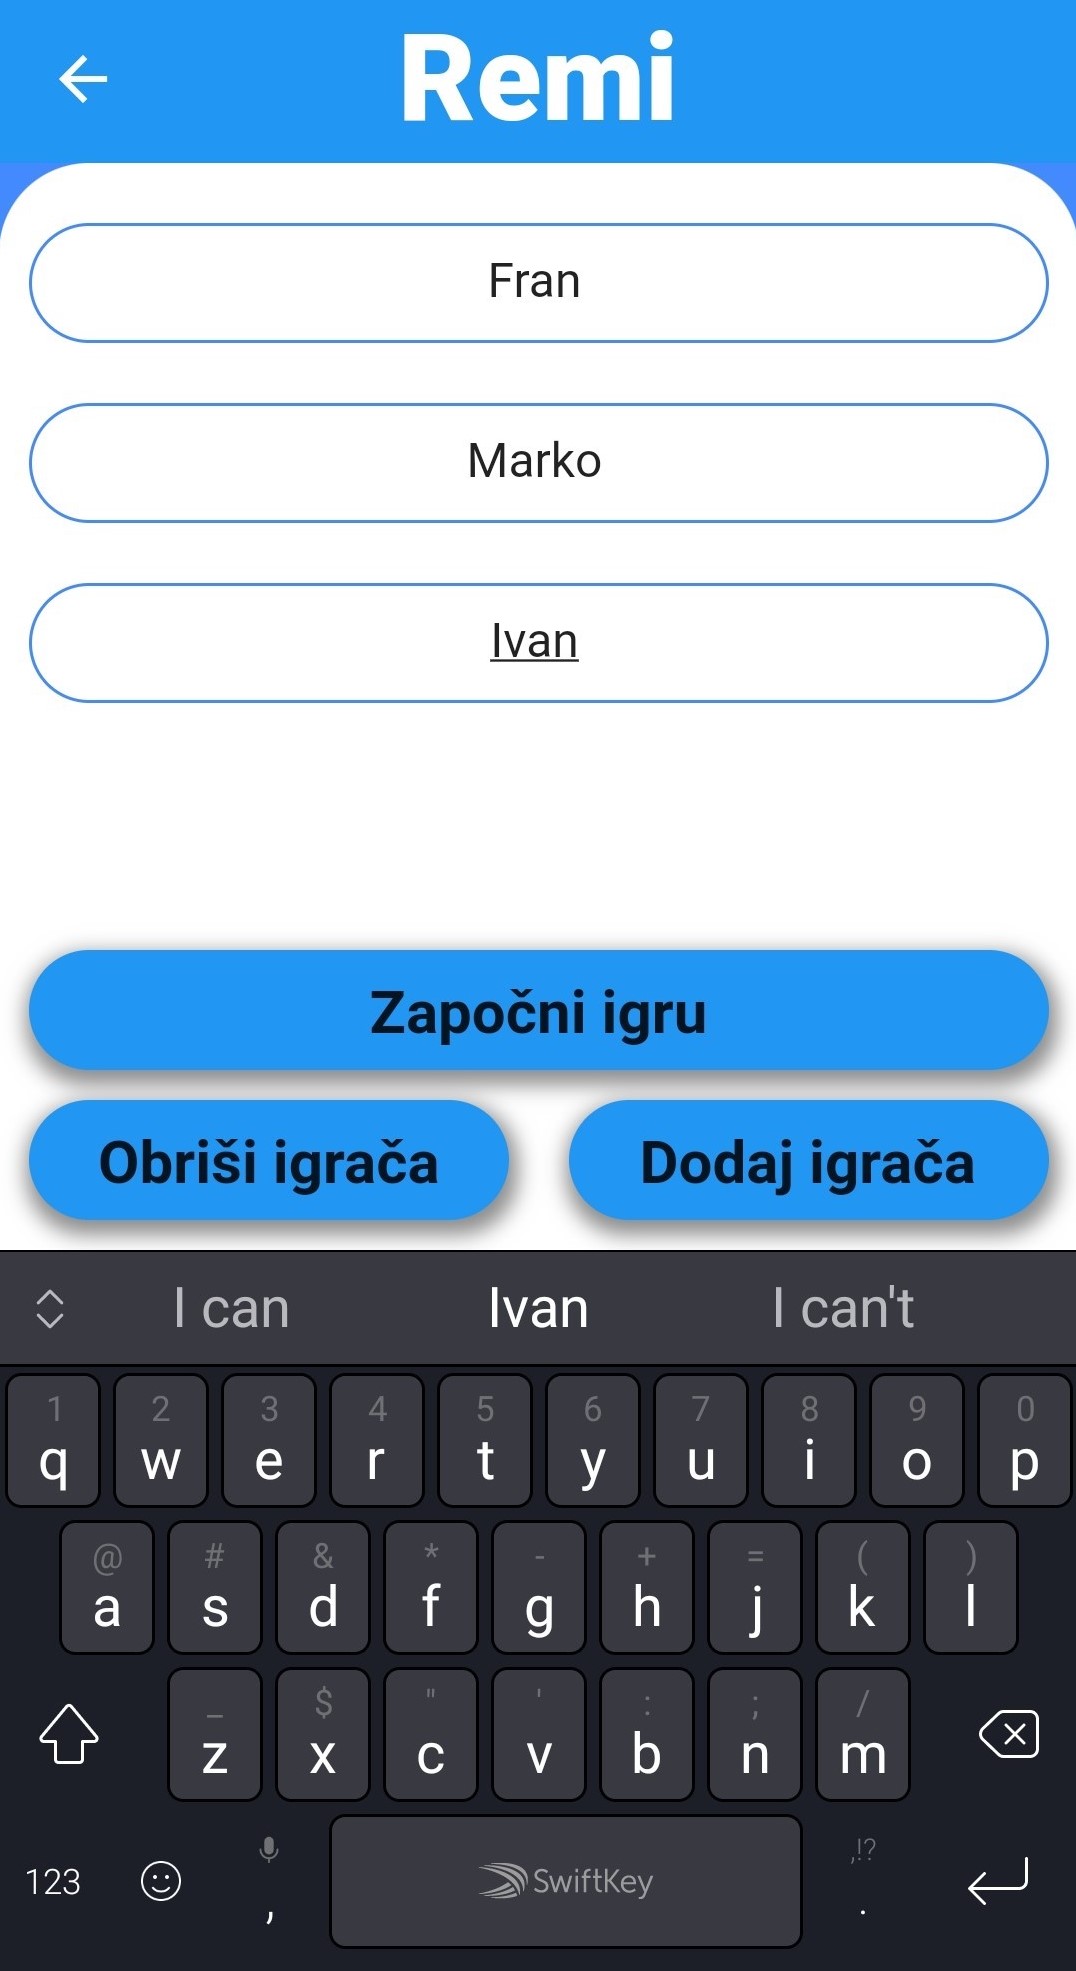 Remi
Fran
Marko
Ivan
Započni igru
Obriši igrača Dodaj igrača
I can Ivan I can't
1 2 3 4 5 6 7 8 9 0
q w e r t y u i o p
@ # & * - + h = ( )
a s d f g h j k l
_ $ " ' : ; /
z x c v b n m
,!?
123 , SwiftKey .